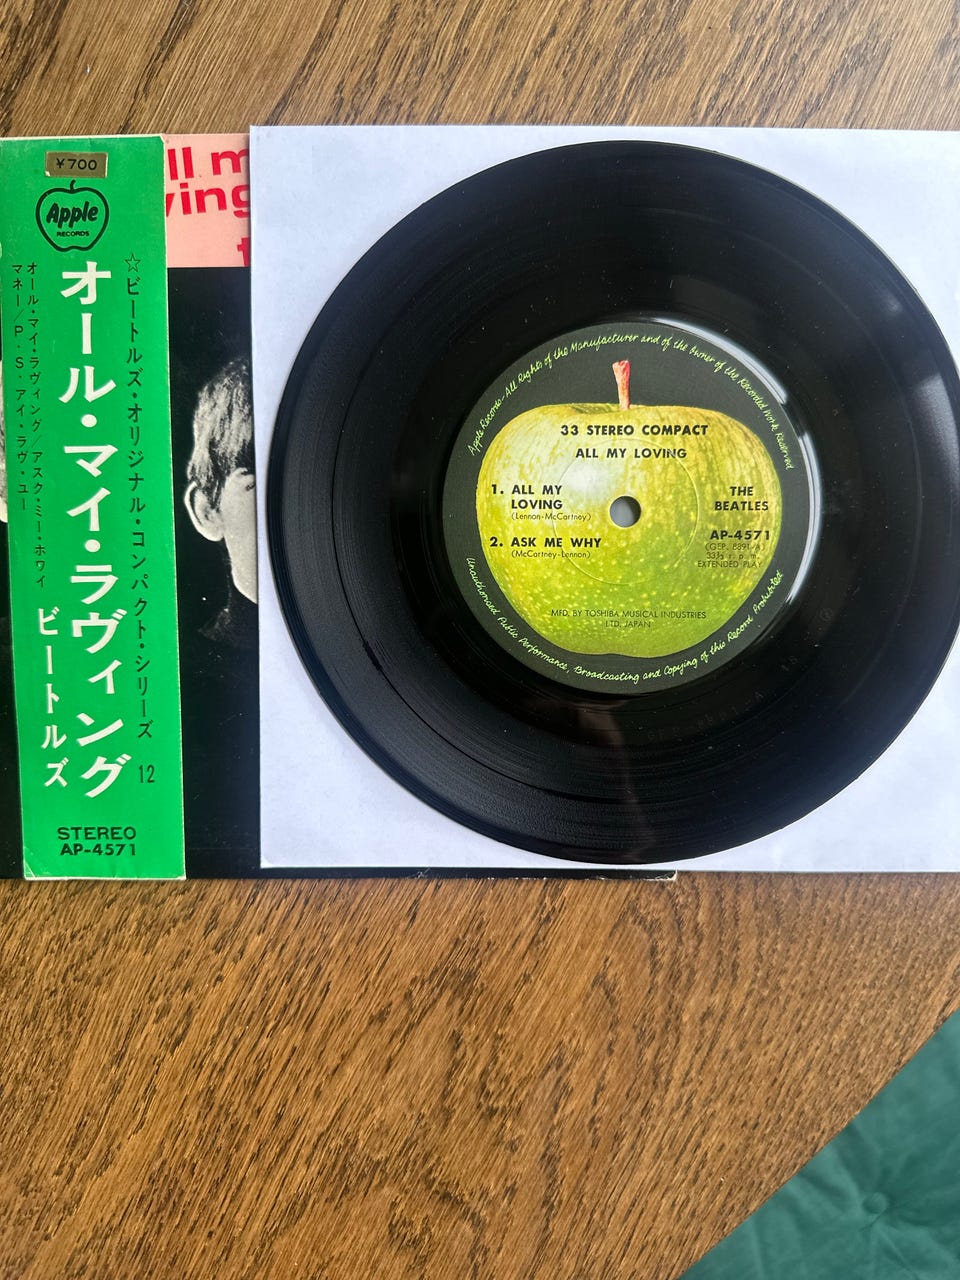 ¥700
Apple
RECORDS
☆ビートルズ・オリジナル・コンパクト・シリーズ 12
オール・マイ・ラヴィング
ビートルズ
オール・マイ・ラヴィング/アスク・ミー・ホワイ
マネー/P・S・アイ・ラヴ・ユー
STEREO
AP-4571
ll m
ving
t
Apple Records-All Rights of the Manufacturer and of the Owner of the Recorded Work Reserved
33 STEREO COMPACT
ALL MY LOVING
1. ALL MY
LOVING
(Lennon-McCartney)
2. ASK ME WHY
(McCartney-Lennon)
THE
BEATLES
AP-4571
(GEP. 8891-A)
33⅓ r. p. m.
EXTENDED PLAY
MFD. BY TOSHIBA MUSICAL INDUSTRIES
LTD. JAPAN
Unauthorised Public Performance, Broadcasting and Copying of this Record Prohibited